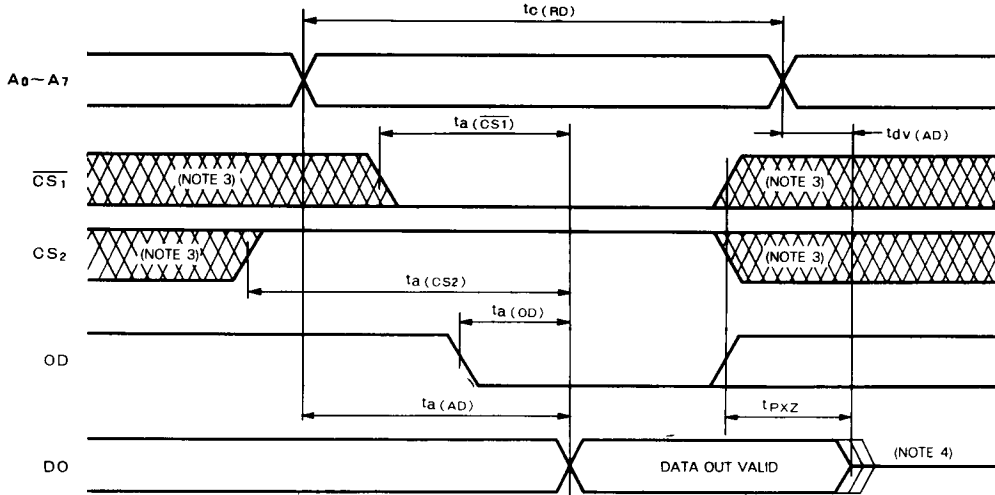 tc (RD)
A0~A7
ta (CS1)
tdv (AD)
CS1
(NOTE 3)
(NOTE 3)
CS2
(NOTE 3)
(NOTE 3)
ta (CS2)
ta (OD)
OD
ta (AD)
tPXZ
DO
DATA OUT VALID
(NOTE 4)